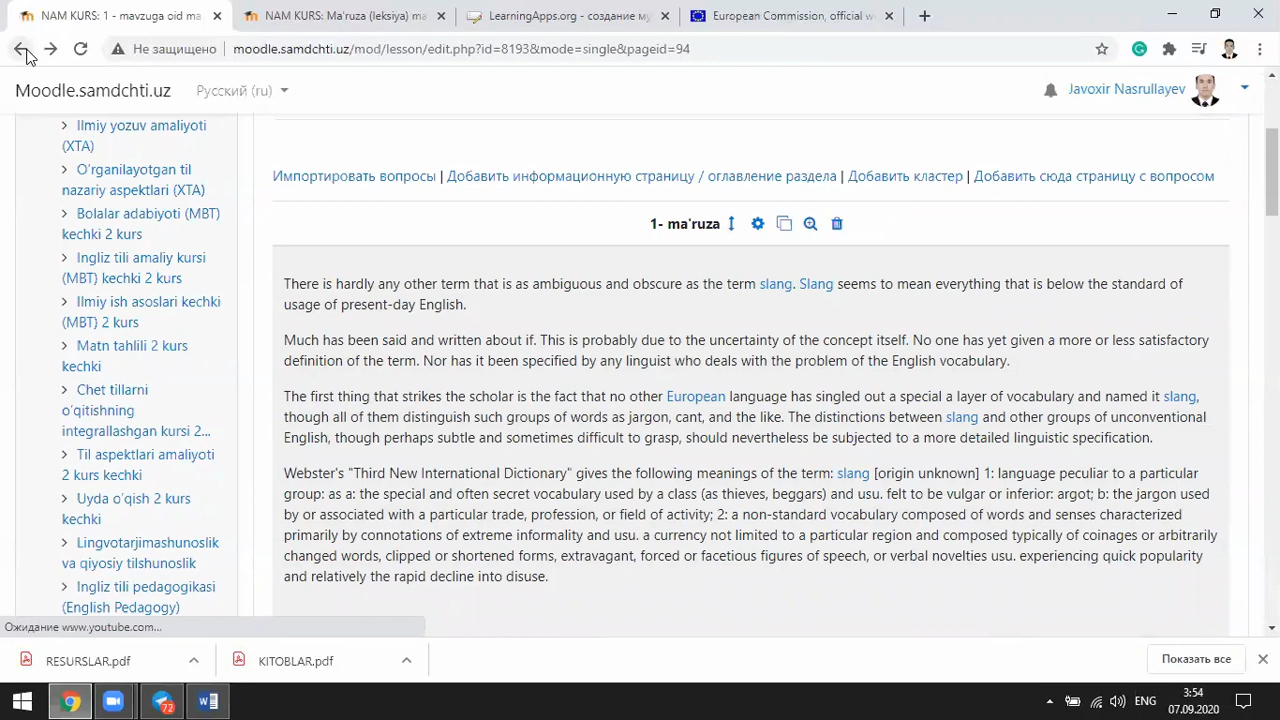 NAM KURS: 1 - mavzuga oid ma
NAM KURS: Ma'ruza (leksiya) ma
LearningApps.org - создание му
European Commission, official w
Не защищено
moodle.samdchti.uz/mod/lesson/edit.php?id=8193&mode=single&pageid=94
Moodle.samdchti.uz
Русский (ru)
Javoxir Nasrullayev
Ilmiy yozuv amaliyoti
(XTA)
O'rganilayotgan til
nazariy aspektlari (XTA)
Bolalar adabiyoti (MBT)
kechki 2 kurs
Ingliz tili amaliy kursi
(MBT) kechki 2 kurs
Ilmiy ish asoslari kechki
(MBT) 2 kurs
Matn tahlili 2 kurs
kechki
Chet tillarni
o'qitishning
integrallashgan kursi 2...
Til aspektlari amaliyoti
2 kurs kechki
Uyda o'qish 2 kurs
kechki
Lingvotarjimashunoslik
va qiyosiy tilshunoslik
Ingliz tili pedagogikasi
(English Pedagogy)
Импортировать вопросы | Добавить информационную страницу / оглавление раздела | Добавить кластер | Добавить сюда страницу с вопросом
1- ma'ruza
There is hardly any other term that is as ambiguous and obscure as the term slang. Slang seems to mean everything that is below the standard of
usage of present-day English.
Much has been said and written about if. This is probably due to the uncertainty of the concept itself. No one has yet given a more or less satisfactory
definition of the term. Nor has it been specified by any linguist who deals with the problem of the English vocabulary.
The first thing that strikes the scholar is the fact that no other European language has singled out a special a layer of vocabulary and named it slang,
though all of them distinguish such groups of words as jargon, cant, and the like. The distinctions between slang and other groups of unconventional
English, though perhaps subtle and sometimes difficult to grasp, should nevertheless be subjected to a more detailed linguistic specification.
Webster's "Third New International Dictionary" gives the following meanings of the term: slang [origin unknown] 1: language peculiar to a particular
group: as a: the special and often secret vocabulary used by a class (as thieves, beggars) and usu. felt to be vulgar or inferior: argot; b: the jargon used
by or associated with a particular trade, profession, or field of activity; 2: a non-standard vocabulary composed of words and senses characterized
primarily by connotations of extreme informality and usu. a currency not limited to a particular region and composed typically of coinages or arbitrarily
changed words, clipped or shortened forms, extravagant, forced or facetious figures of speech, or verbal novelties usu. experiencing quick popularity
and relatively the rapid decline into disuse.
Ожидание www.youtube.com...
RESURSLAR.pdf
KITOBLAR.pdf
Показать все
72
ENG
3:54
07.09.2020